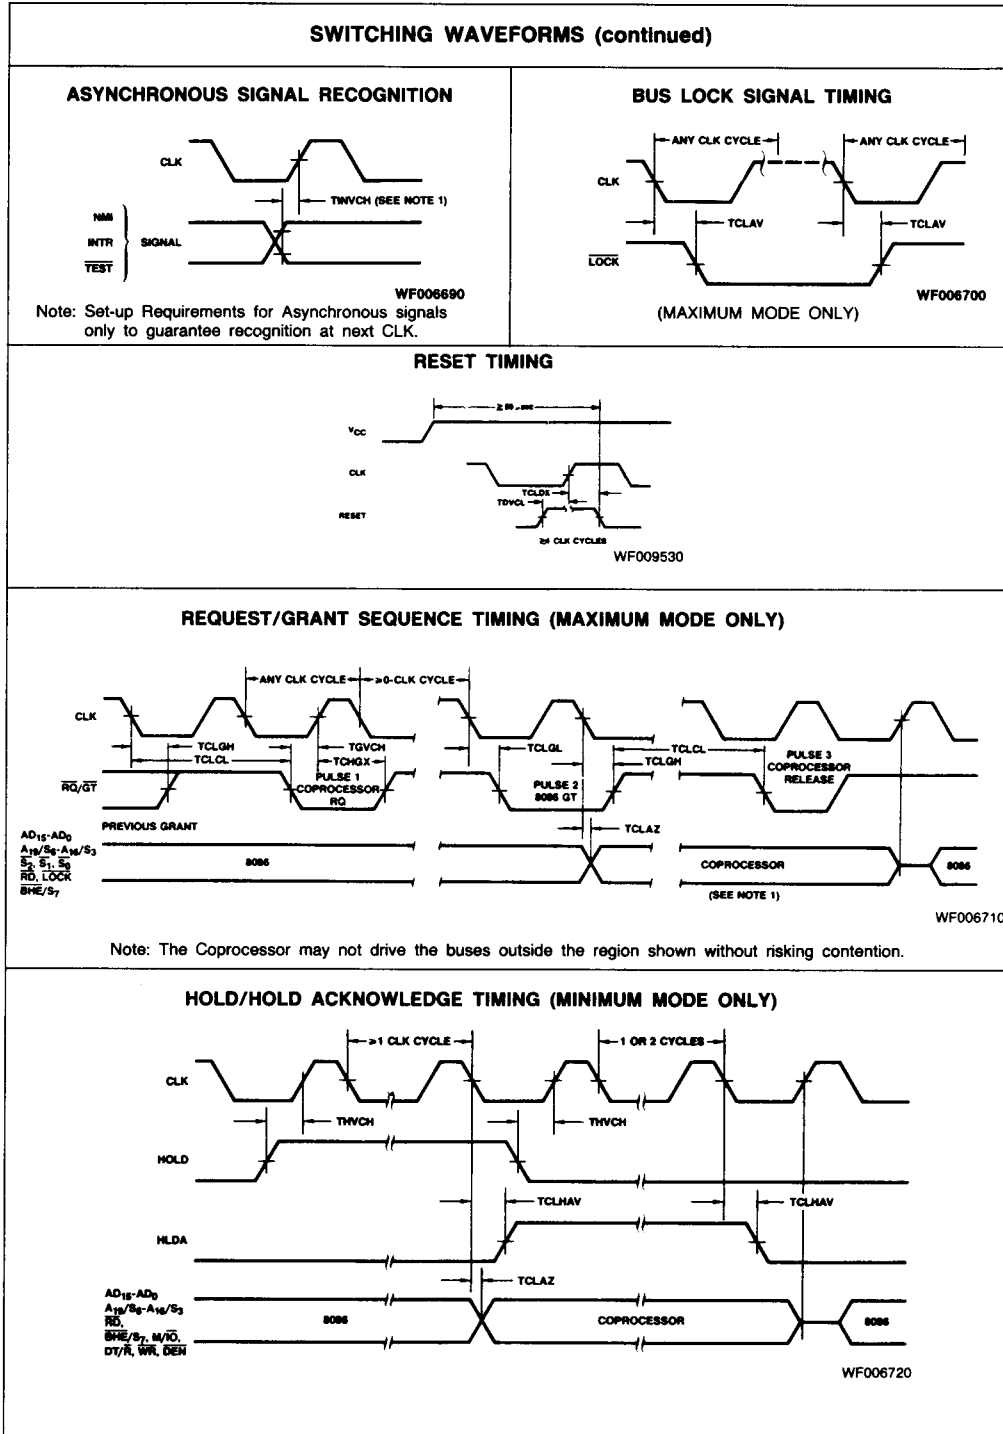 SWITCHING WAVEFORMS (continued)
ASYNCHRONOUS SIGNAL RECOGNITION
CLK
TINVCH (SEE NOTE 1)
NMI
INTR
TEST
SIGNAL
WF006690
Note: Set-up Requirements for Asynchronous signals
only to guarantee recognition at next CLK.
BUS LOCK SIGNAL TIMING
ANY CLK CYCLE
ANY CLK CYCLE
CLK
TCLAV
TCLAV
LOCK
WF006700
(MAXIMUM MODE ONLY)
RESET TIMING
VCC
CLK
TCLDX
TDVCL
RESET
≥4 CLK CYCLES
WF009530
REQUEST/GRANT SEQUENCE TIMING (MAXIMUM MODE ONLY)
ANY CLK CYCLE
≥0-CLK CYCLE
CLK
TCLGH
TGVCH
TCLGL
TCLCL
TCLCL
TCHGX
TCLGH
RQ/GT
PULSE 1
COPROCESSOR
RQ
PULSE 2
8086 GT
PULSE 3
COPROCESSOR
RELEASE
PREVIOUS GRANT
TCLAZ
AD15-AD0
A19/S6-A16/S3
S2, S1, S0
RD, LOCK
BHE/S7
8086
COPROCESSOR
8086
(SEE NOTE 1)
WF006710
Note: The Coprocessor may not drive the buses outside the region shown without risking contention.
HOLD/HOLD ACKNOWLEDGE TIMING (MINIMUM MODE ONLY)
≥1 CLK CYCLE
1 OR 2 CYCLES
CLK
THVCH
THVCH
HOLD
TCLHAV
TCLHAV
HLDA
TCLAZ
AD15-AD0
A19/S6-A16/S3
RD,
BHE/S7, M/IO,
DT/R, WR, DEN
8086
COPROCESSOR
8086
WF006720